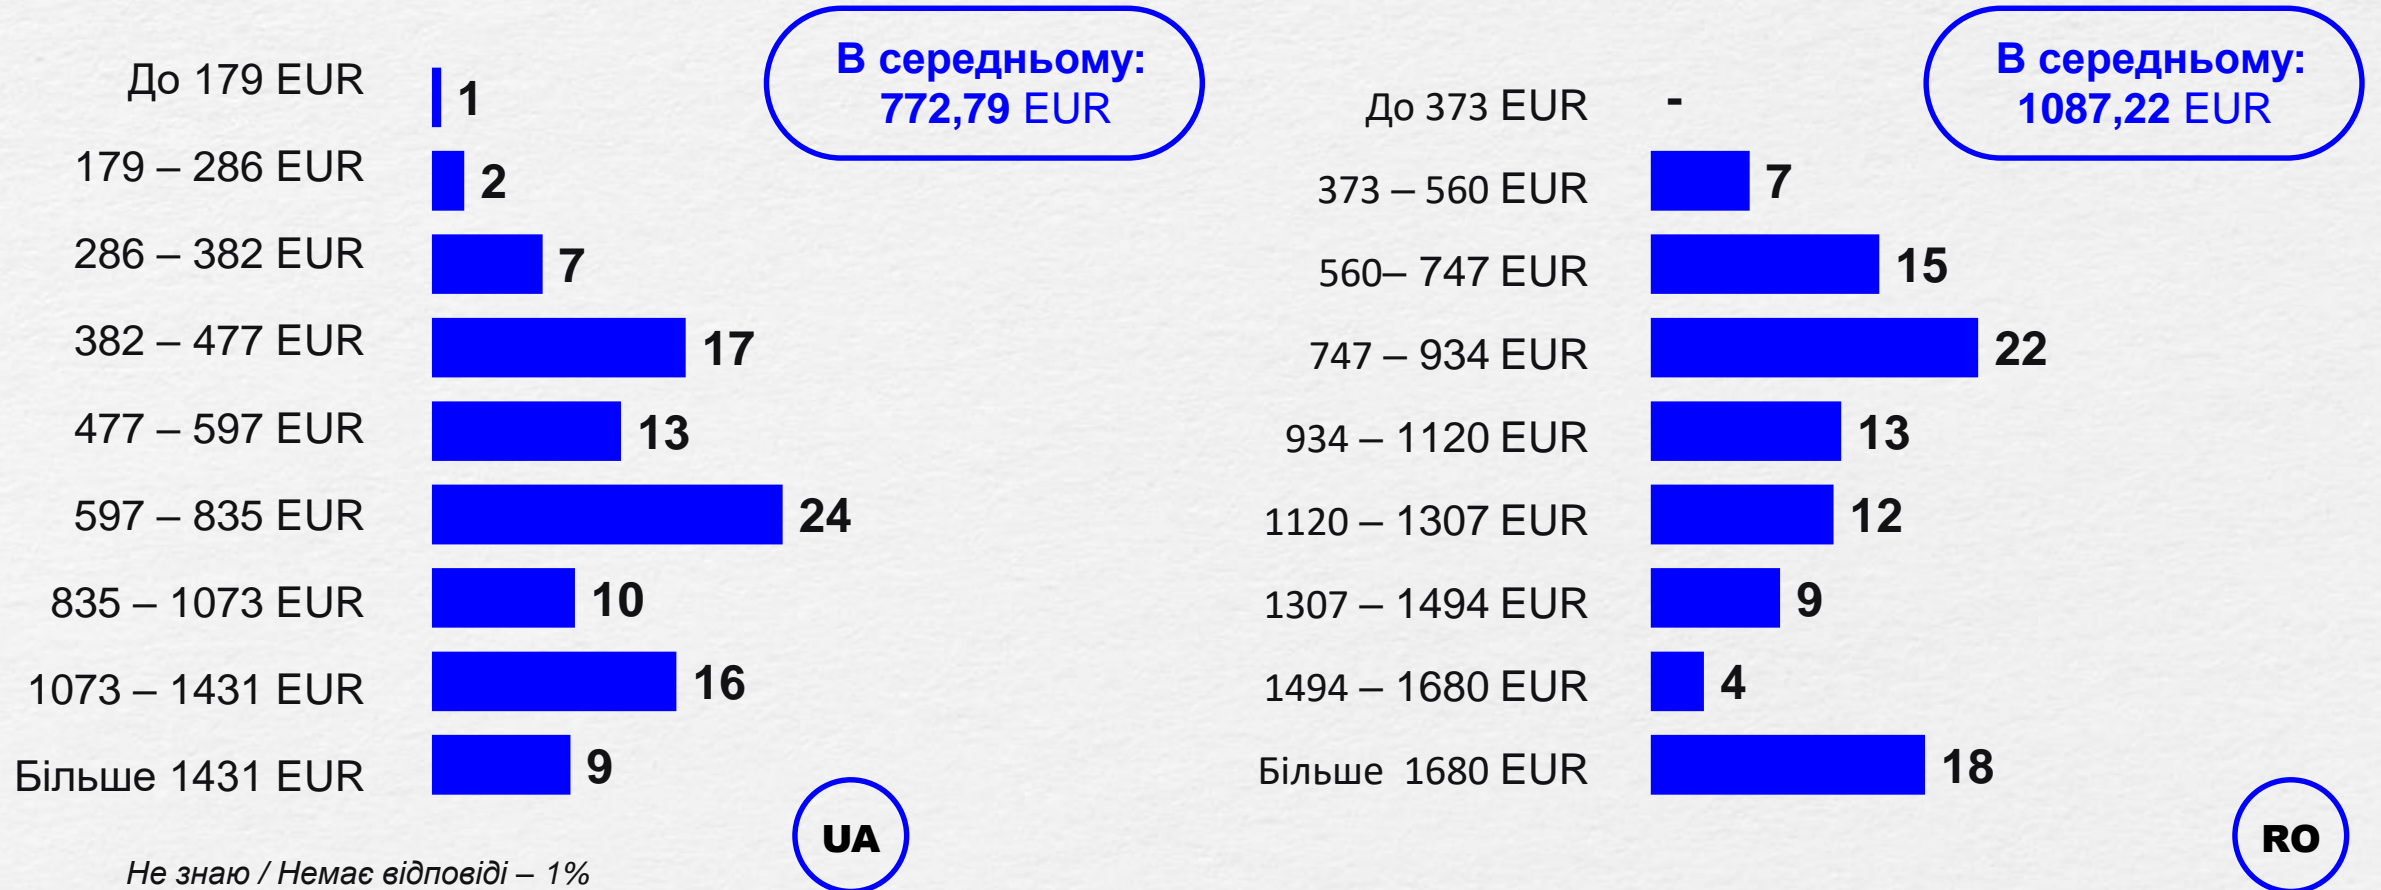 В середньому:
772,79 EUR
До 179 EUR 1
179 – 286 EUR 2
286 – 382 EUR 7
382 – 477 EUR 17
477 – 597 EUR 13
597 – 835 EUR 24
835 – 1073 EUR 10
1073 – 1431 EUR 16
Більше 1431 EUR 9
UA
Не знаю / Немає відповіді – 1%
В середньому:
1087,22 EUR
До 373 EUR -
373 – 560 EUR 7
560– 747 EUR 15
747 – 934 EUR 22
934 – 1120 EUR 13
1120 – 1307 EUR 12
1307 – 1494 EUR 9
1494 – 1680 EUR 4
Більше 1680 EUR 18
RO